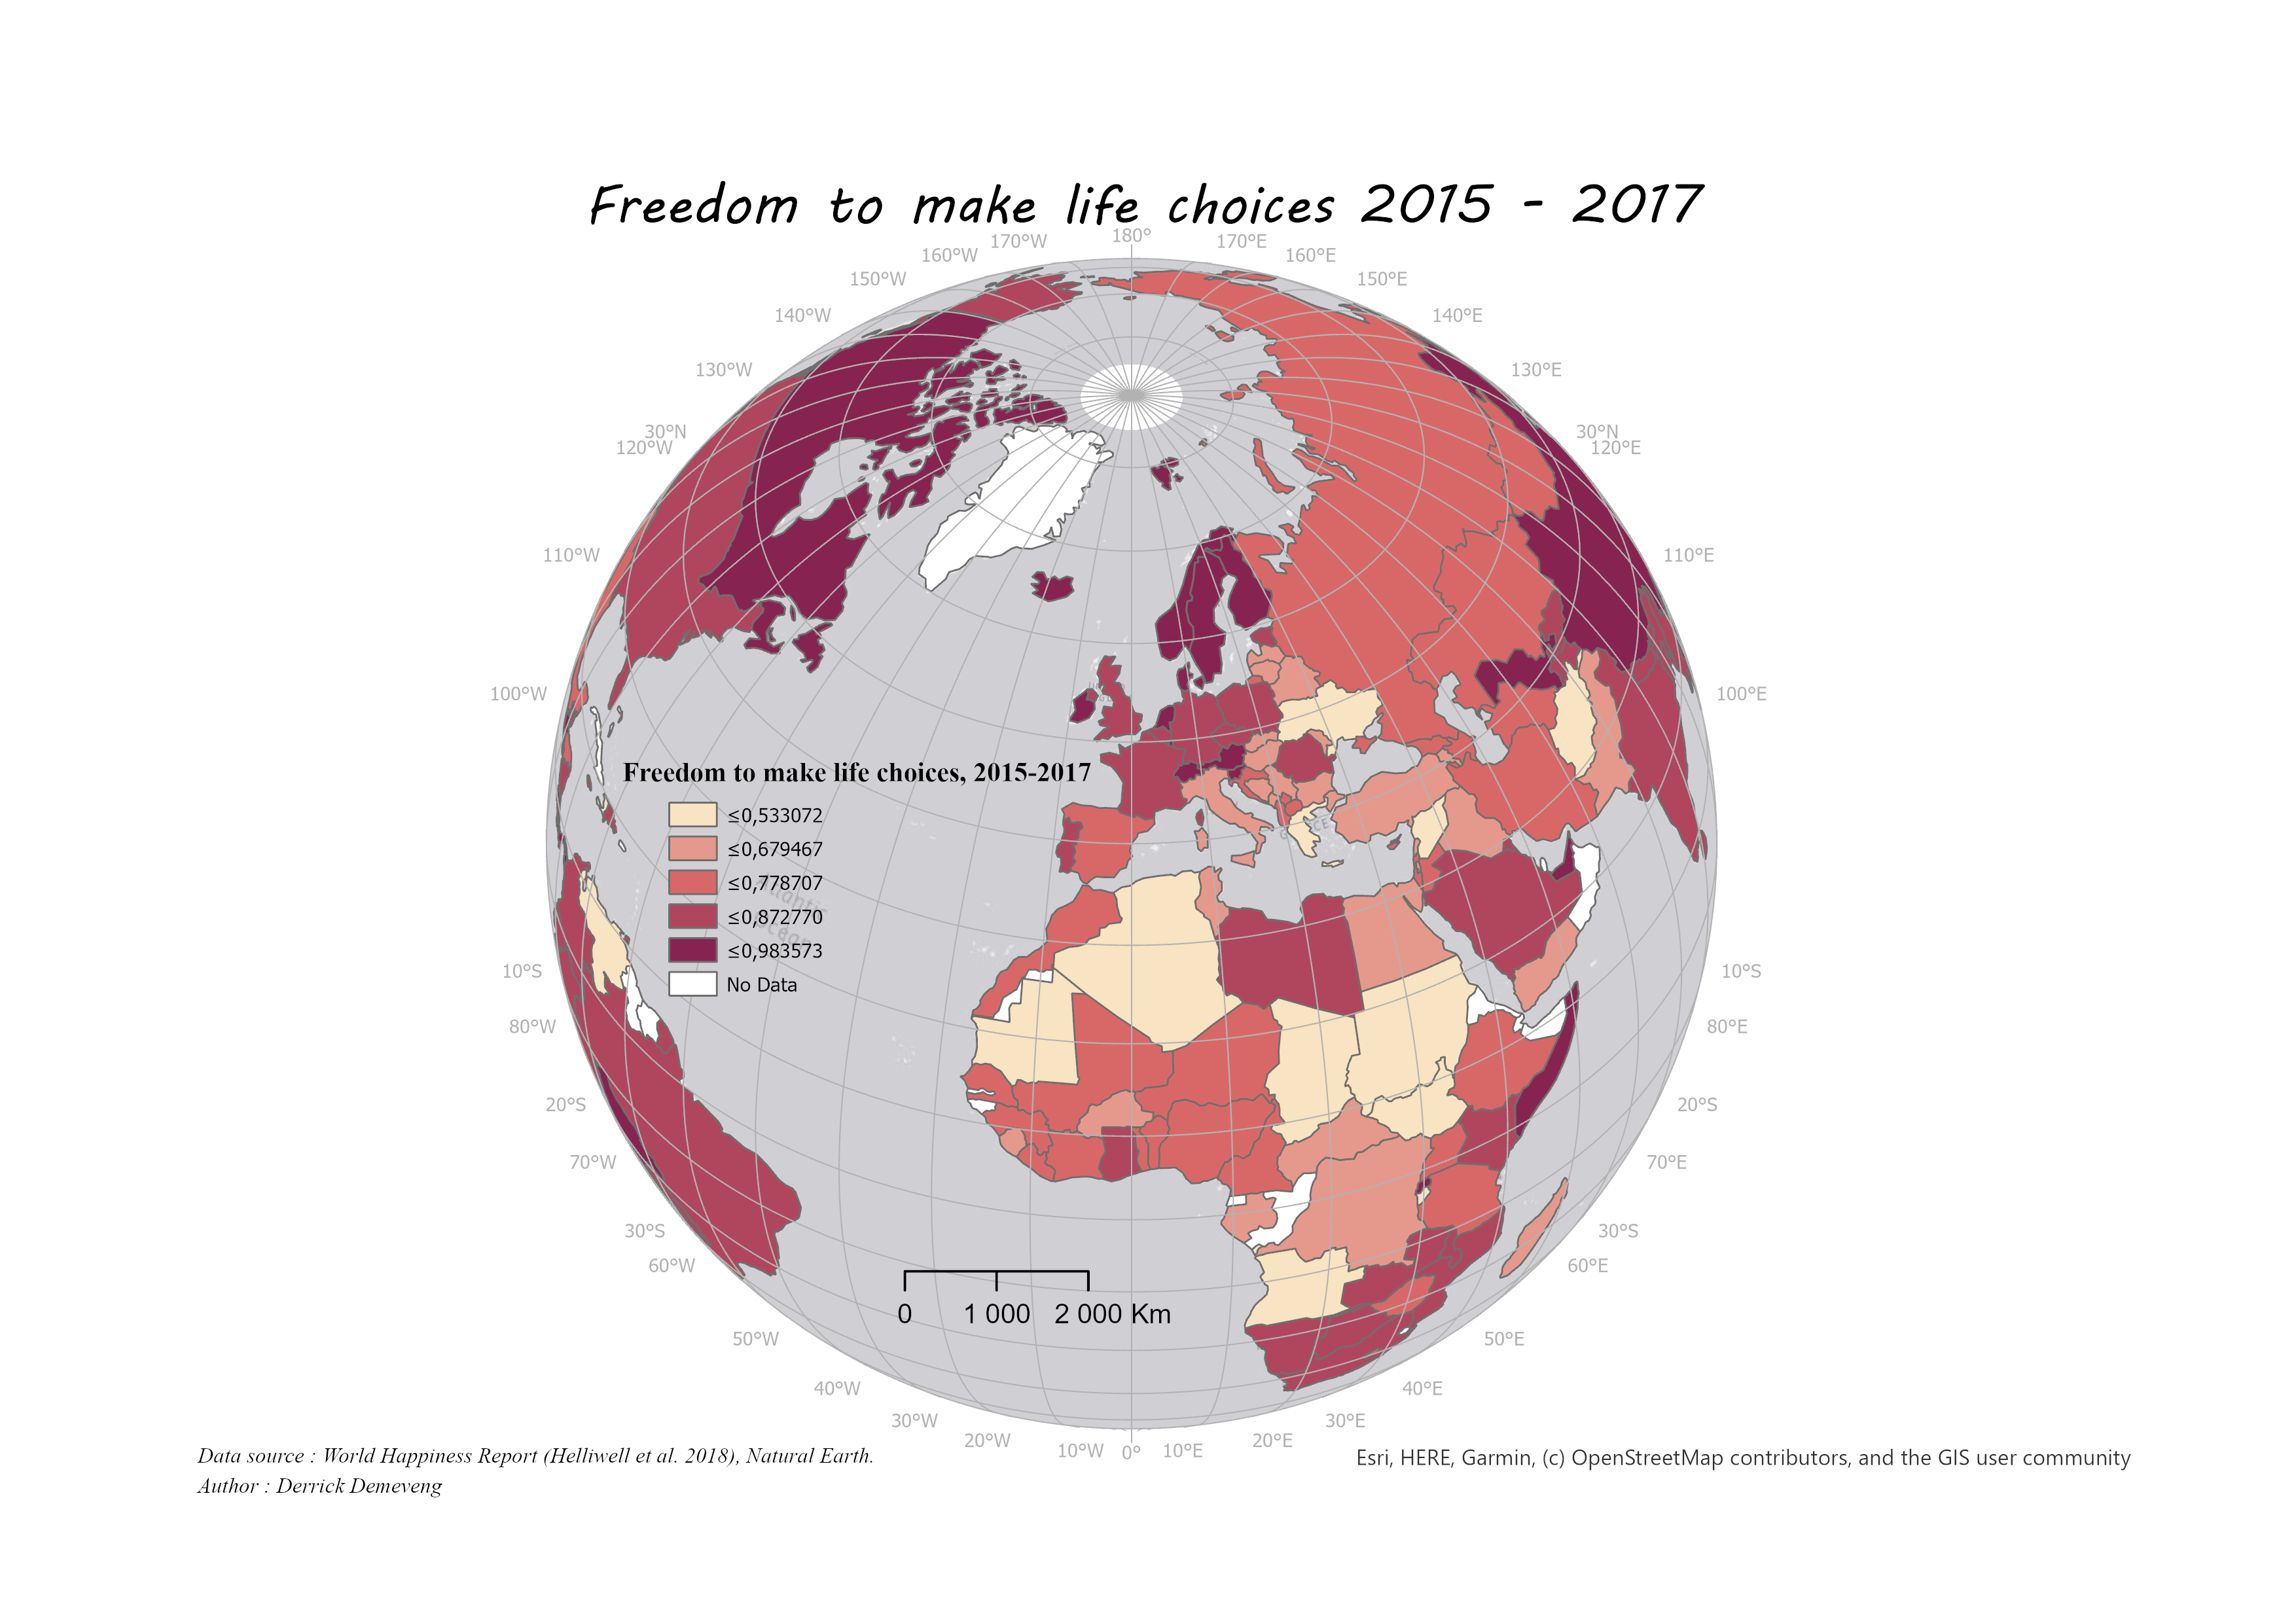 Freedom to make life choices 2015 - 2017
180°
170°W
170°E
160°W
160°E
150°W
150°E
140°W
140°E
130°W
130°E
30°N
30°N
120°W
120°E
110°W
110°E
100°W
100°E
Freedom to make life choices, 2015-2017
≤0,533072
≤0,679467
≤0,778707
≤0,872770
≤0,983573
No Data
Atlantic
Ocean
10°S
10°S
80°W
80°E
20°S
20°S
70°W
70°E
30°S
30°S
60°W
60°E
0 1 000 2 000 Km
50°W
50°E
40°W
40°E
30°W
30°E
20°W
20°E
10°W
0°
10°E
Data source : World Happiness Report (Helliwell et al. 2018), Natural Earth.
Author : Derrick Demeveng
Esri, HERE, Garmin, (c) OpenStreetMap contributors, and the GIS user community